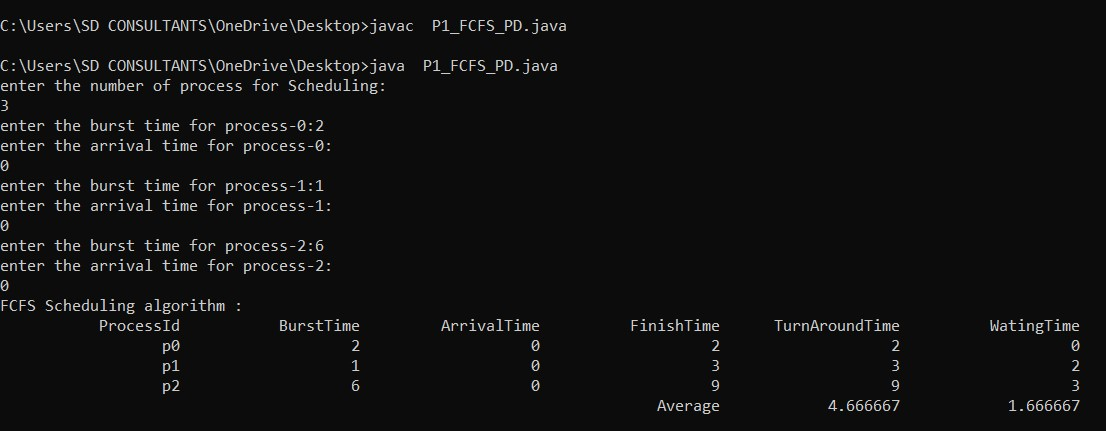 C:\Users\SD CONSULTANTS\OneDrive\Desktop>javac  P1_FCFS_PD.java
C:\Users\SD CONSULTANTS\OneDrive\Desktop>java  P1_FCFS_PD.java
enter the number of process for Scheduling:
3
enter the burst time for process-0:2
enter the arrival time for process-0:
0
enter the burst time for process-1:1
enter the arrival time for process-1:
0
enter the burst time for process-2:6
enter the arrival time for process-2:
0
FCFS Scheduling algorithm :
ProcessId BurstTime ArrivalTime FinishTime TurnAroundTime WatingTime
p0 2 0 2 2 0
p1 1 0 3 3 2
p2 6 0 9 9 3
Average 4.666667 1.666667